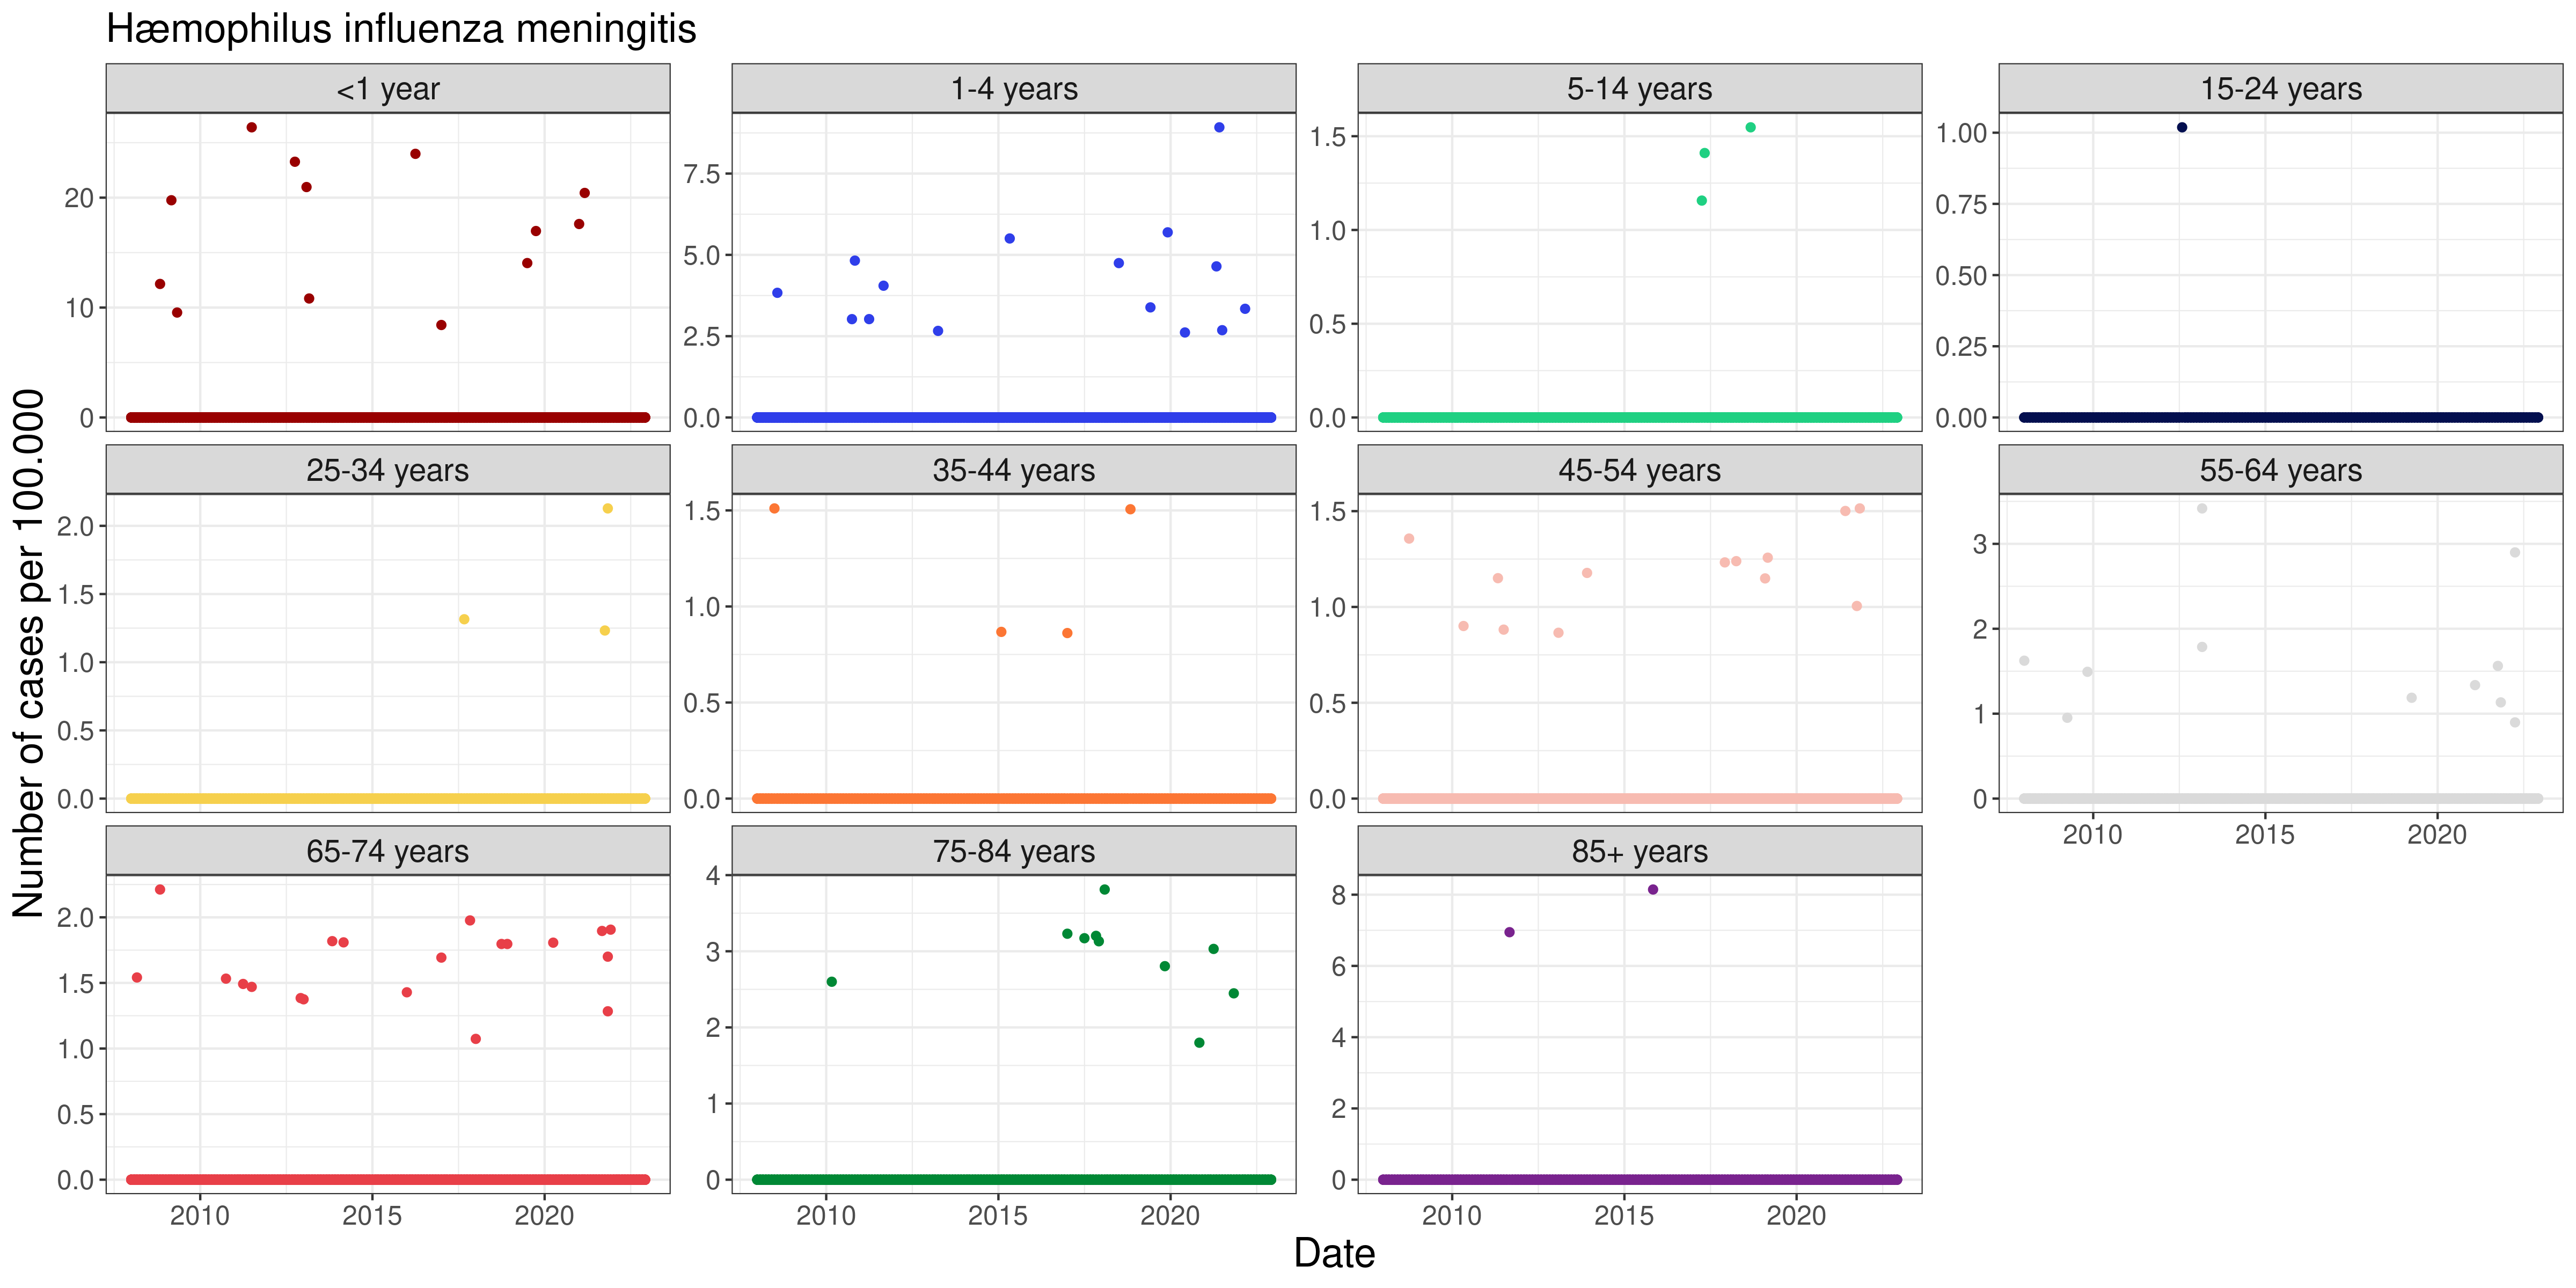 Hæmophilus influenza meningitis
Number of cases per 100.000
<1 year
20
10
0
1-4 years
7.5
5.0
2.5
0.0
5-14 years
1.5
1.0
0.5
0.0
15-24 years
1.00
0.75
0.50
0.25
0.00
25-34 years
2.0
1.5
1.0
0.5
0.0
35-44 years
1.5
1.0
0.5
0.0
45-54 years
1.5
1.0
0.5
0.0
55-64 years
3
2
1
0
2010 2015 2020
65-74 years
2.0
1.5
1.0
0.5
0.0
2010 2015 2020
75-84 years
4
3
2
1
0
2010 2015 2020
85+ years
8
6
4
2
0
2010 2015 2020
Date